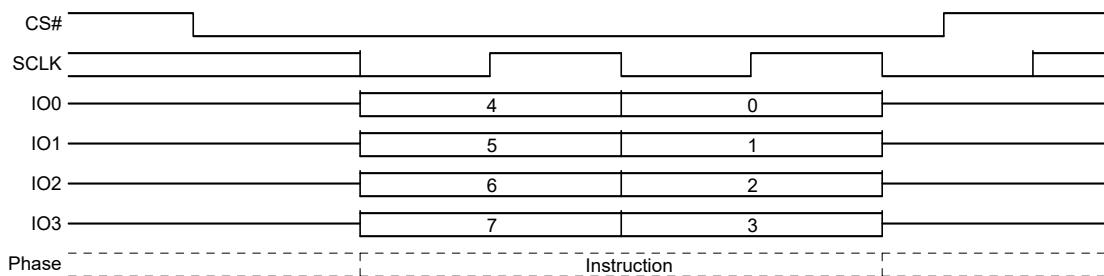 CS#
SCLK
IO0 4 0
IO1 5 1
IO2 6 2
IO3 7 3
Phase Instruction